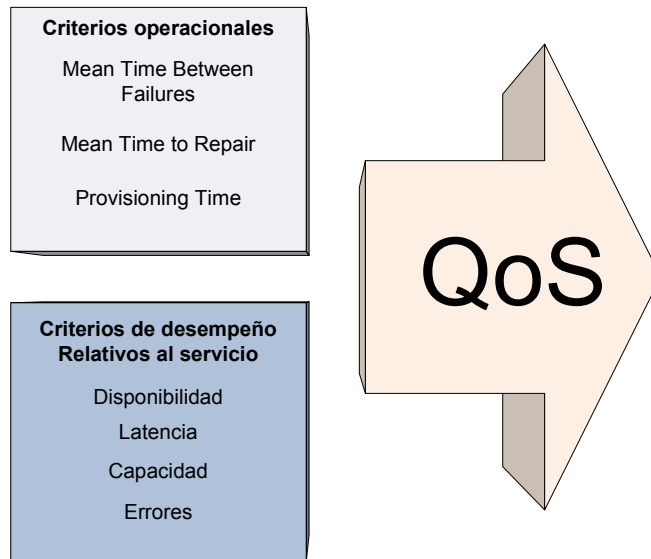 Criterios operacionales
Mean Time Between
Failures
Mean Time to Repair
Provisioning Time
QoS
Criterios de desempeño
Relativos al servicio
Disponibilidad
Latencia
Capacidad
Errores